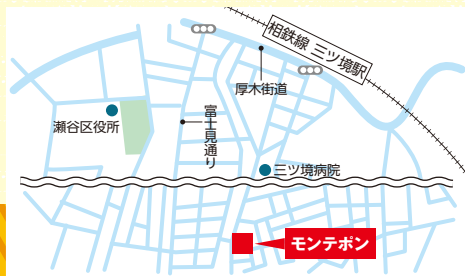 相鉄線 三ツ境駅
厚木街道
瀬谷区役所
富士見通り
三ツ境病院
モンテポン